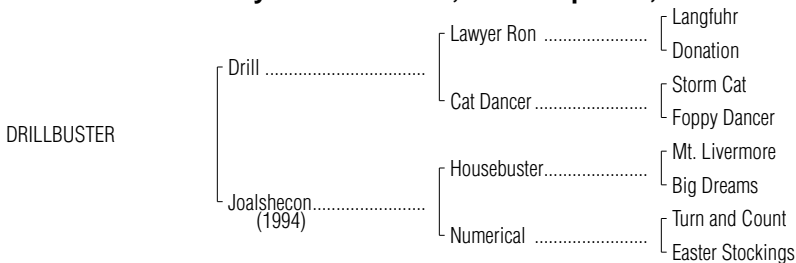 Langfuhr
Lawyer Ron ........................
Donation
Drill .................................
Storm Cat
Cat Dancer ..........................
Foppy Dancer
DRILLBUSTER
Mt. Livermore
Housebuster........................
Big Dreams
Joalshecon.......................
(1994)
Turn and Count
Numerical ........................
Easter Stockings